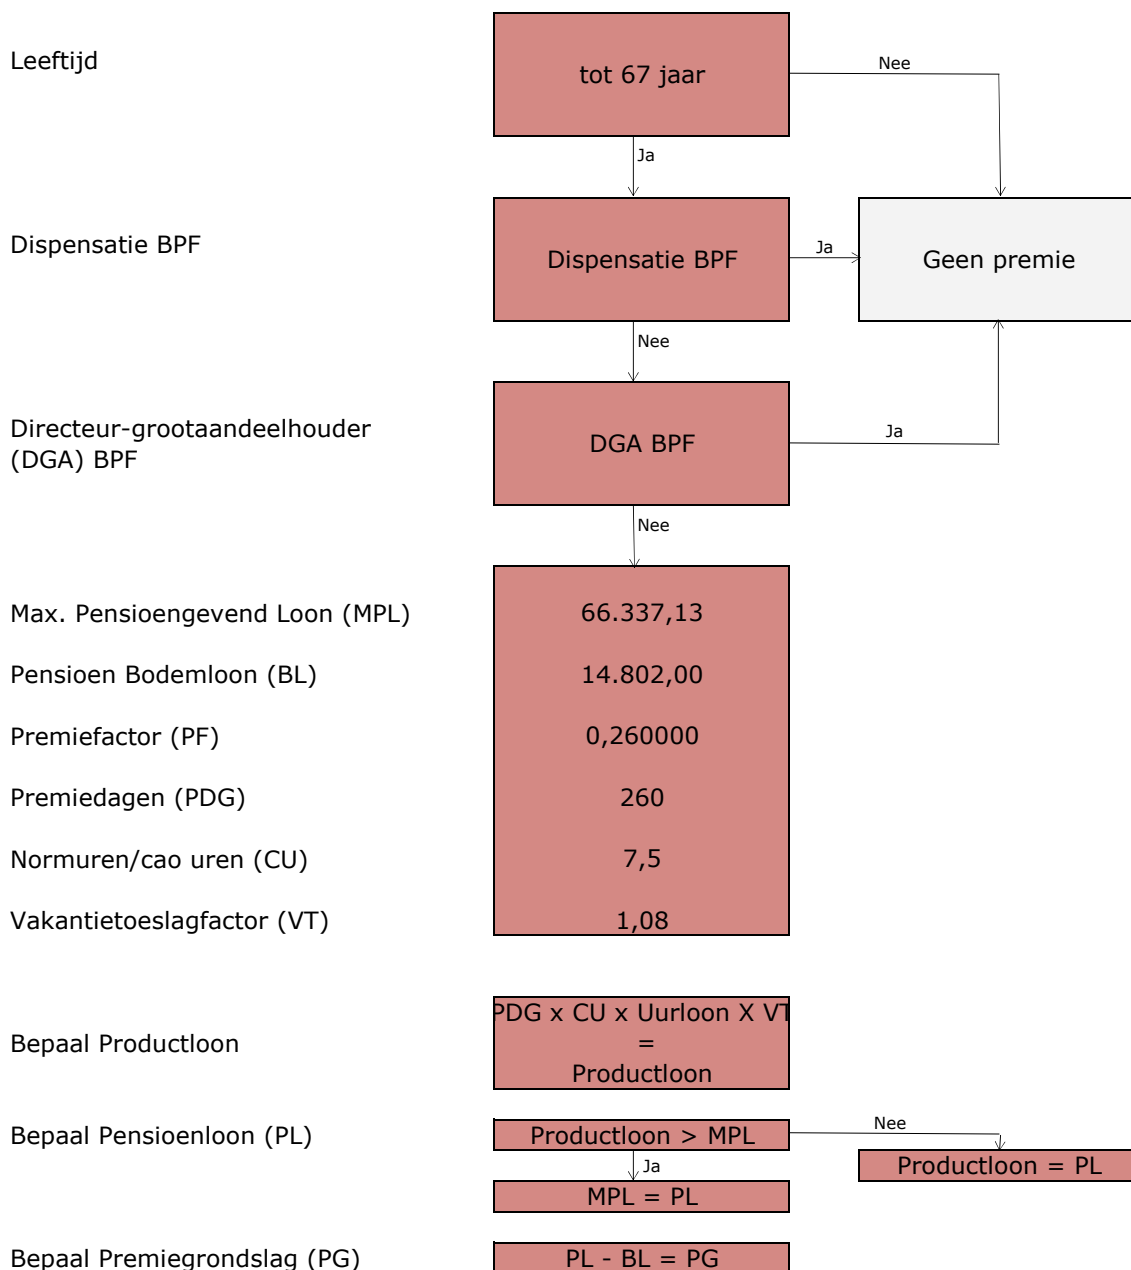 Leeftijd
tot 67 jaar
Nee
Ja
Dispensatie BPF
Dispensatie BPF
Ja
Geen premie
Nee
Directeur-grootaandeelhouder
(DGA) BPF
DGA BPF
Ja
Nee
Max. Pensioengevend Loon (MPL)
66.337,13
Pensioen Bodemloon (BL)
14.802,00
Premiefactor (PF)
0,260000
Premiedagen (PDG)
260
Normuren/cao uren (CU)
7,5
Vakantietoeslagfactor (VT)
1,08
Bepaal Productloon
PDG x CU x Uurloon X VT
=
Productloon
Bepaal Pensioenloon (PL)
Productloon > MPL
Nee
Productloon = PL
Ja
MPL = PL
Bepaal Premiegrondslag (PG)
PL - BL = PG